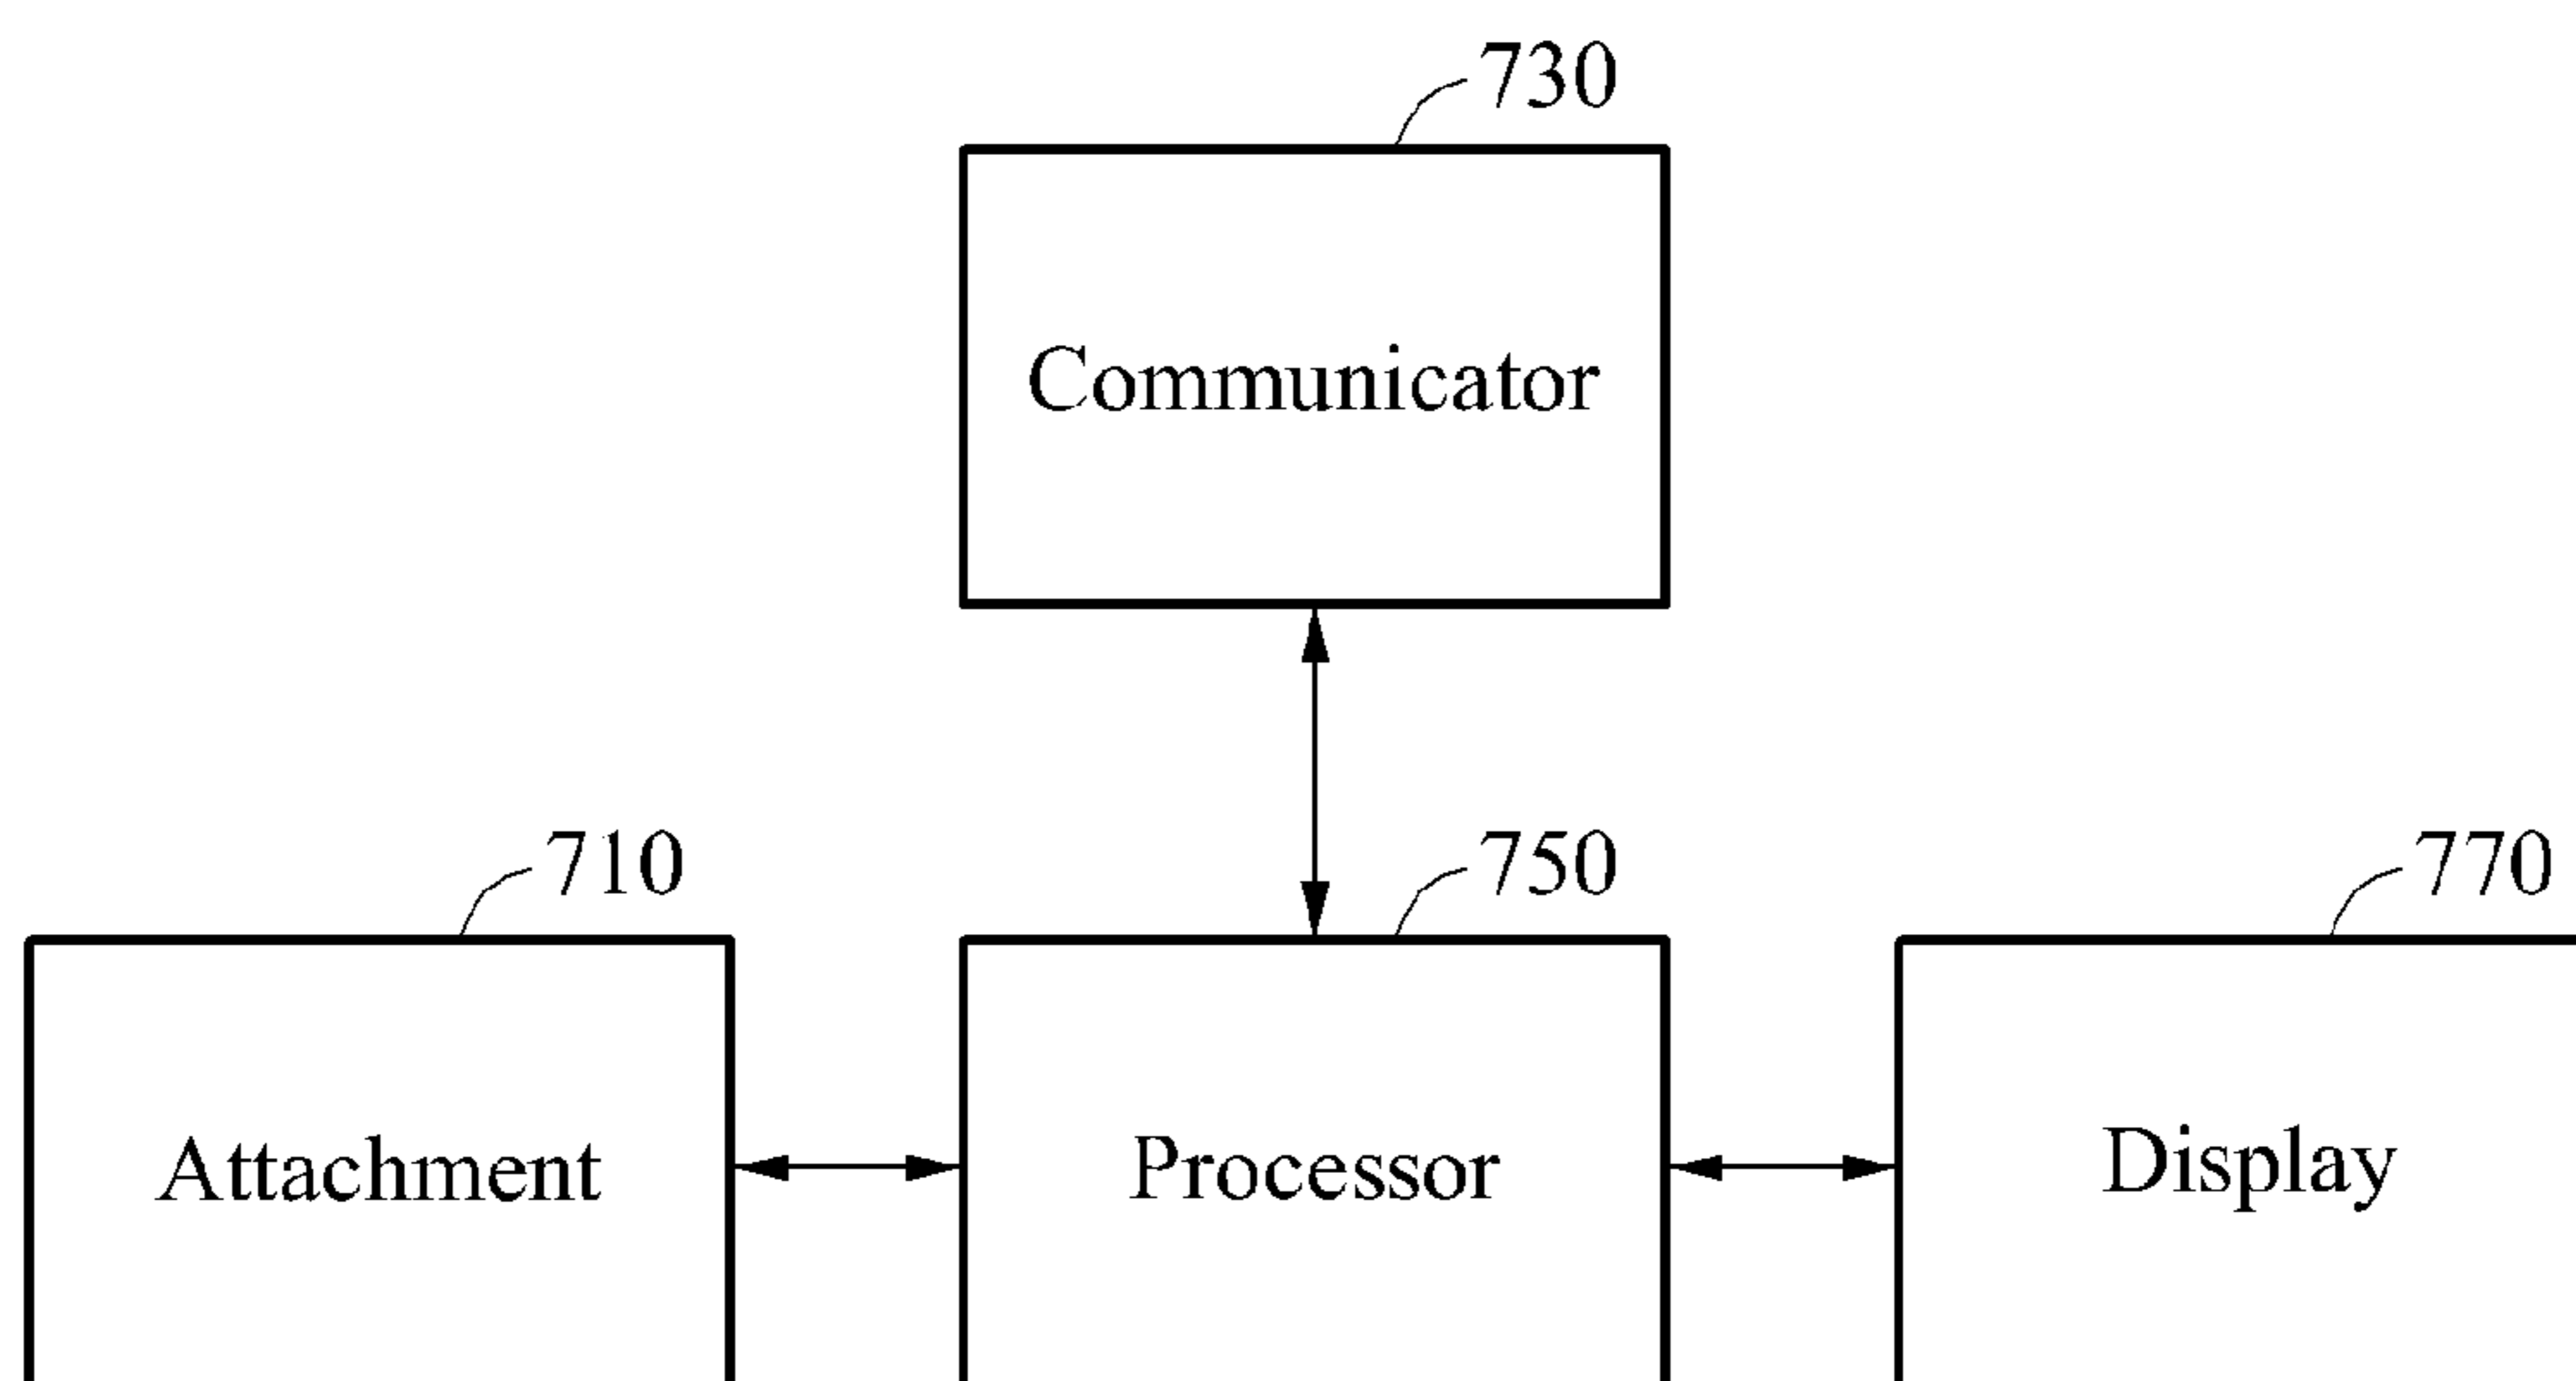 730
Communicator
710
750
770
Attachment
Processor
Display